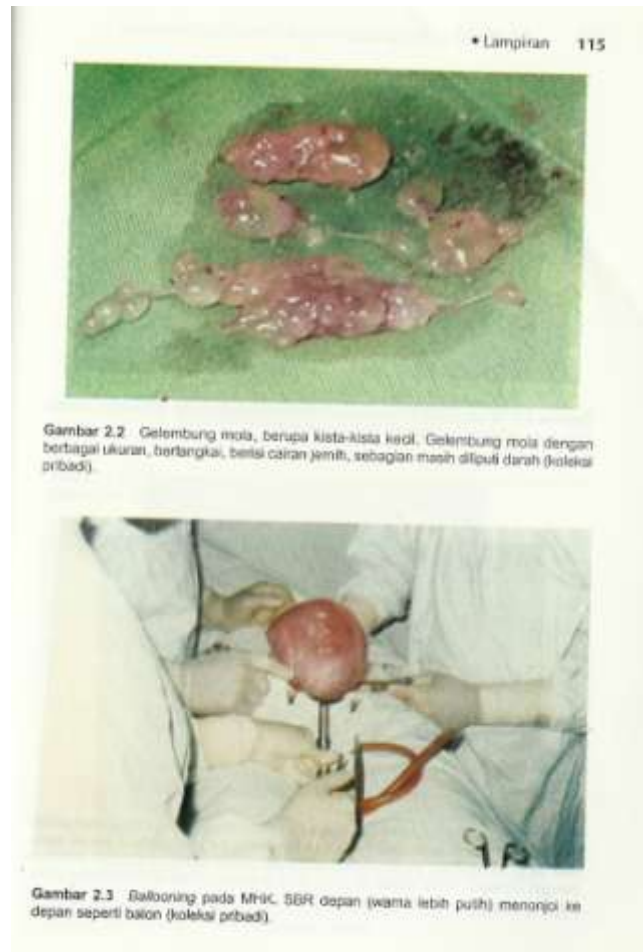 • Lampiran 115
Gambar 2.2 Gelembung mola, berupa kista-kista kecil. Gelembung mola dengan
berbagai ukuran, bertangkai, berisi cairan jernih, sebagian masih diliputi darah (koleksi
pribadi).
Gambar 2.3 Ballooning pada MHK. SBR depan (warna lebih putih) menonjol ke
depan seperti balon (koleksi pribadi).